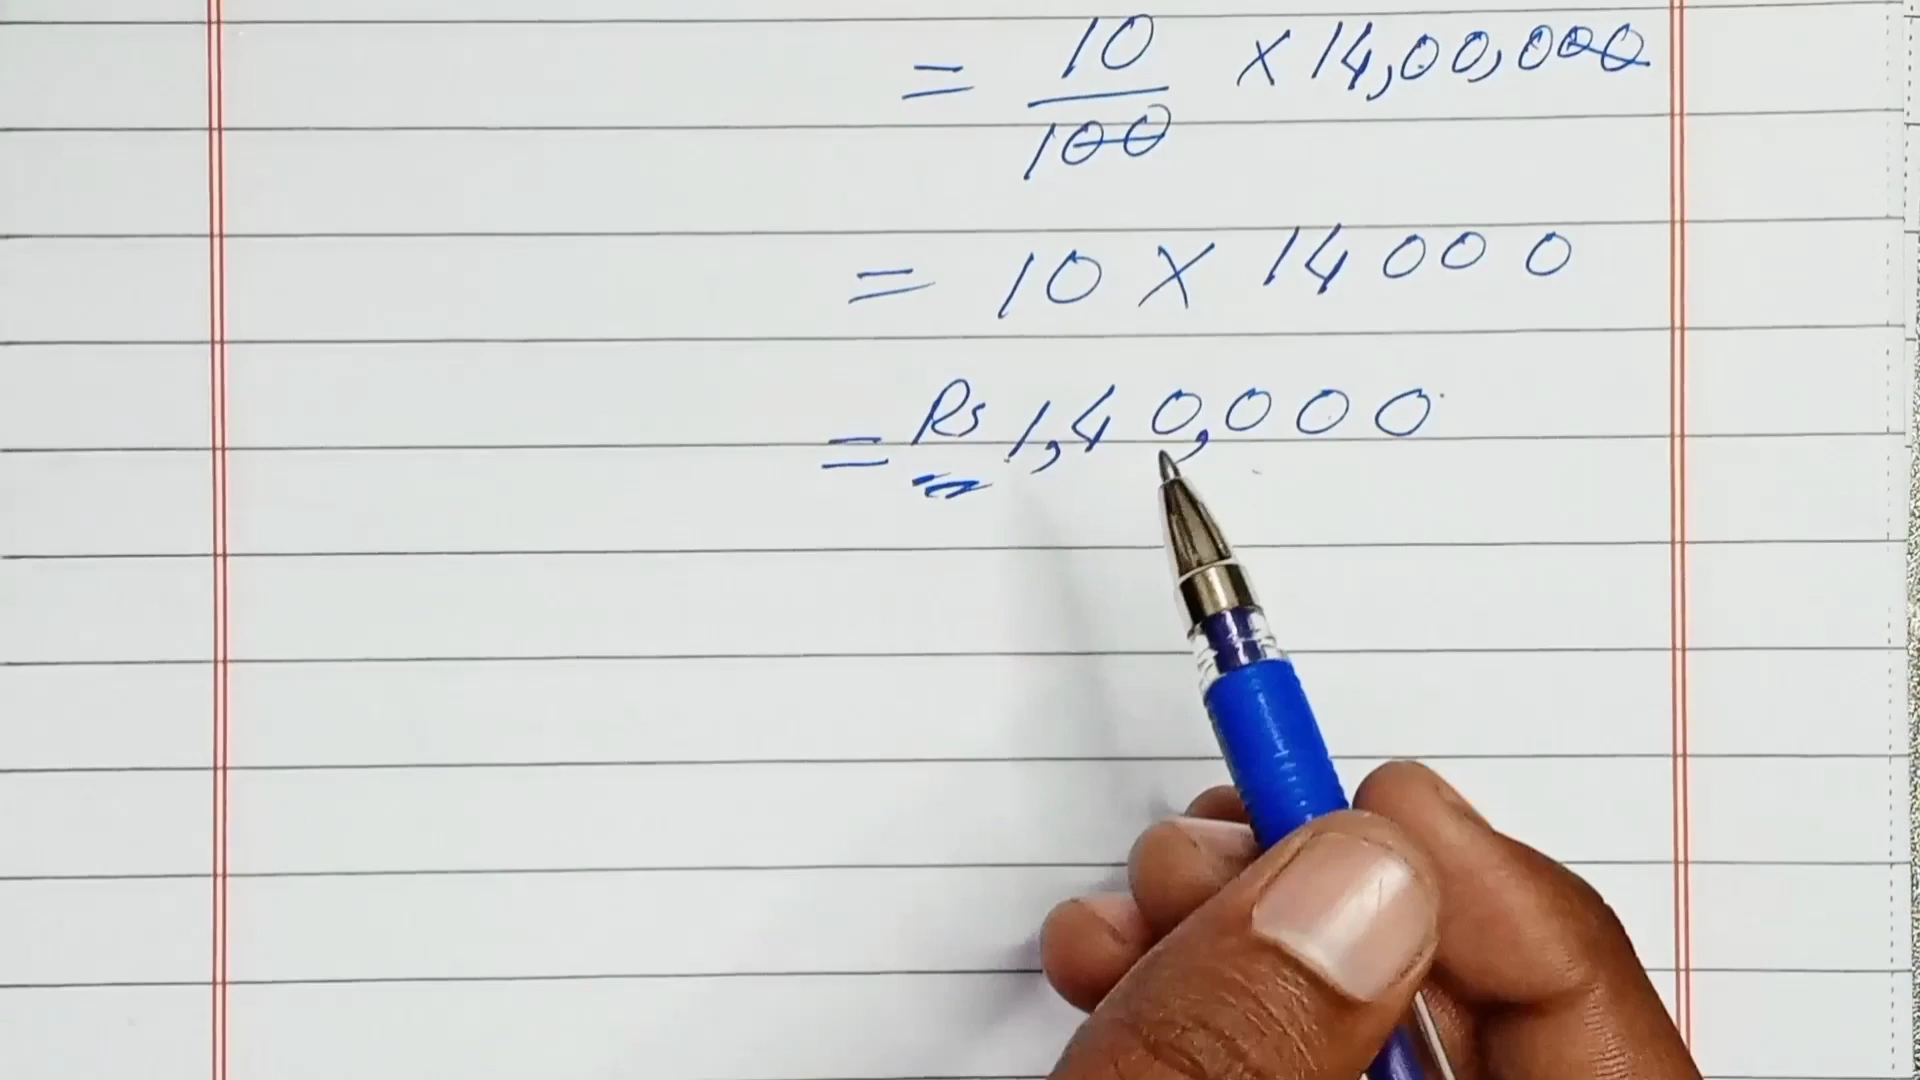 = 10/100 × 14,00,000
= 10 × 14000
= Rs 1,40,000